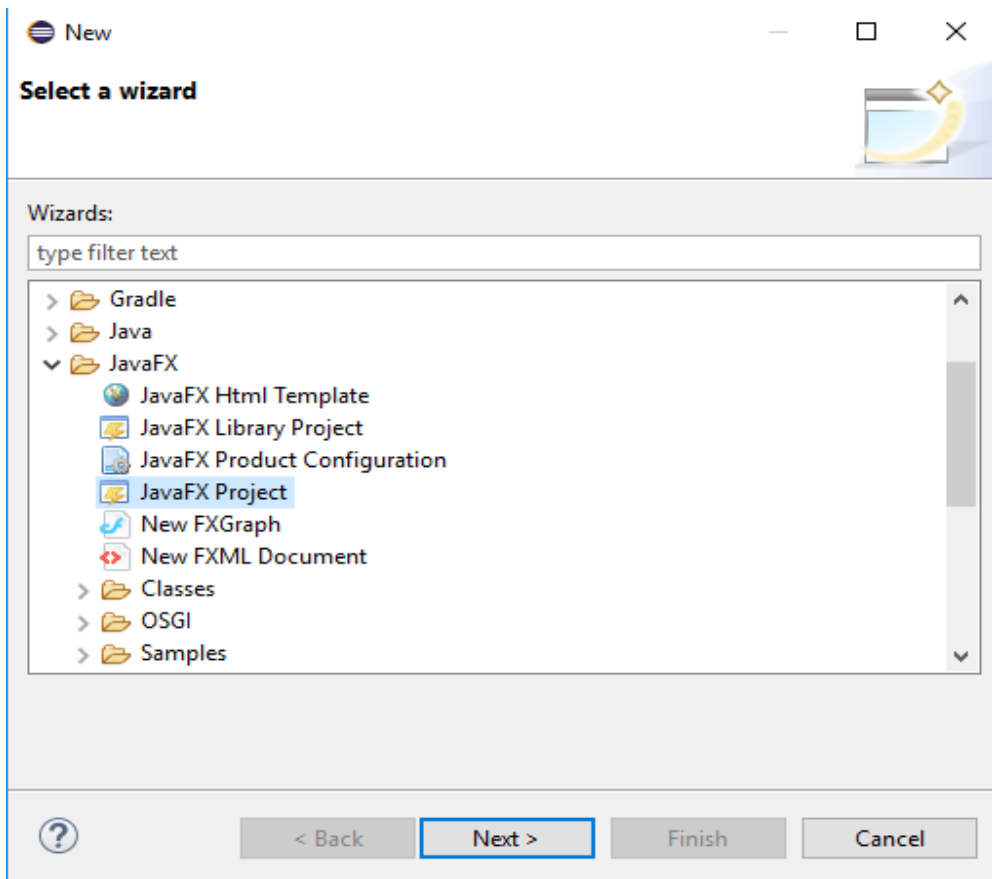 New
Select a wizard
Wizards:
type filter text
Gradle
Java
JavaFX
JavaFX Html Template
JavaFX Library Project
JavaFX Product Configuration
JavaFX Project
New FXGraph
New FXML Document
Classes
OSGI
Samples
? < Back Next > Finish Cancel